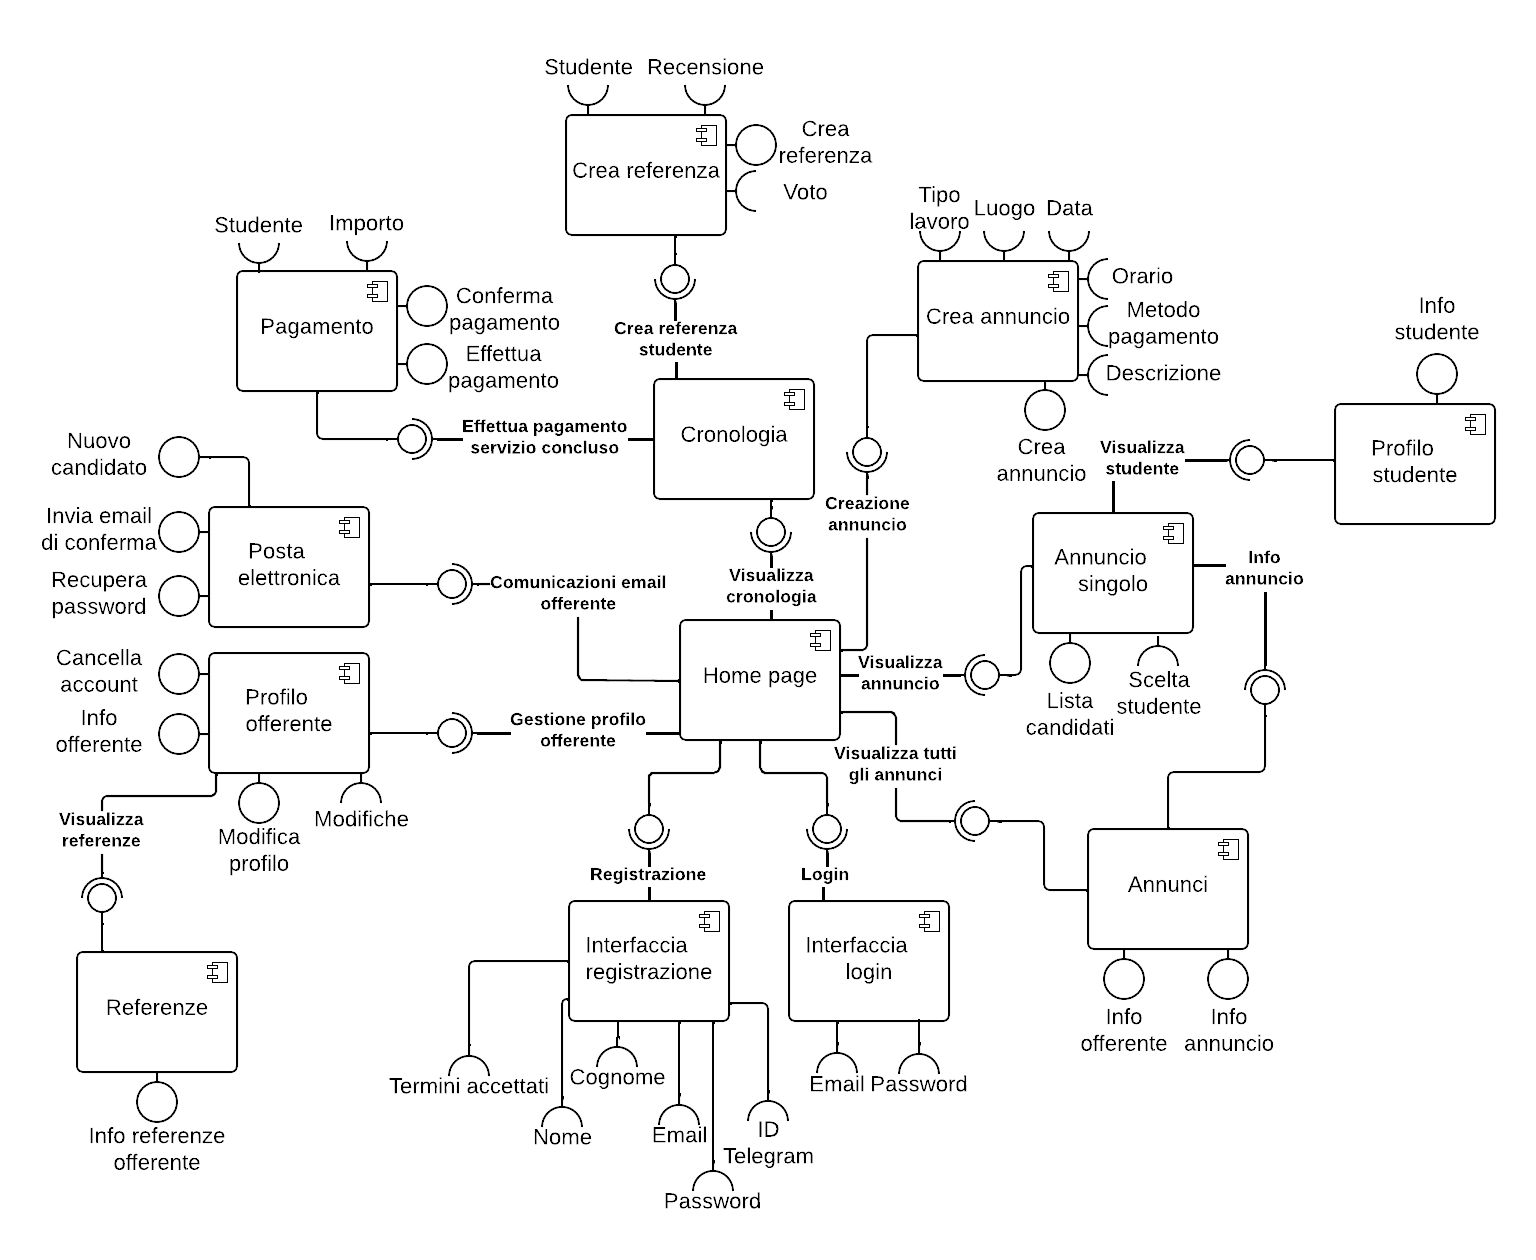 Studente
Recensione
Crea
referenza
Crea referenza
Voto
Studente
Importo
Tipo
lavoro
Luogo
Data
Orario
Conferma
pagamento
Pagamento
Effettua
pagamento
Crea referenza
studente
Crea annuncio
Metodo
pagamento
Descrizione
Info
studente
Effettua pagamento
servizio concluso
Cronologia
Crea
annuncio
Visualizza
studente
Profilo
studente
Nuovo
candidato
Invia email
di conferma
Recupera
password
Posta
elettronica
Comunicazioni email
offerente
Visualizza
cronologia
Creazione
annuncio
Annuncio
singolo
Info
annuncio
Cancella
account
Info
offerente
Profilo
offerente
Gestione profilo
offerente
Home page
Visualizza
annuncio
Lista
candidati
Scelta
studente
Visualizza tutti
gli annunci
Visualizza
referenze
Modifica
profilo
Modifiche
Registrazione
Login
Annunci
Interfaccia
registrazione
Interfaccia
login
Referenze
Info
offerente
Info
annuncio
Termini accettati
Cognome
Email
Password
Nome
Email
ID
Telegram
Password
Info referenze
offerente